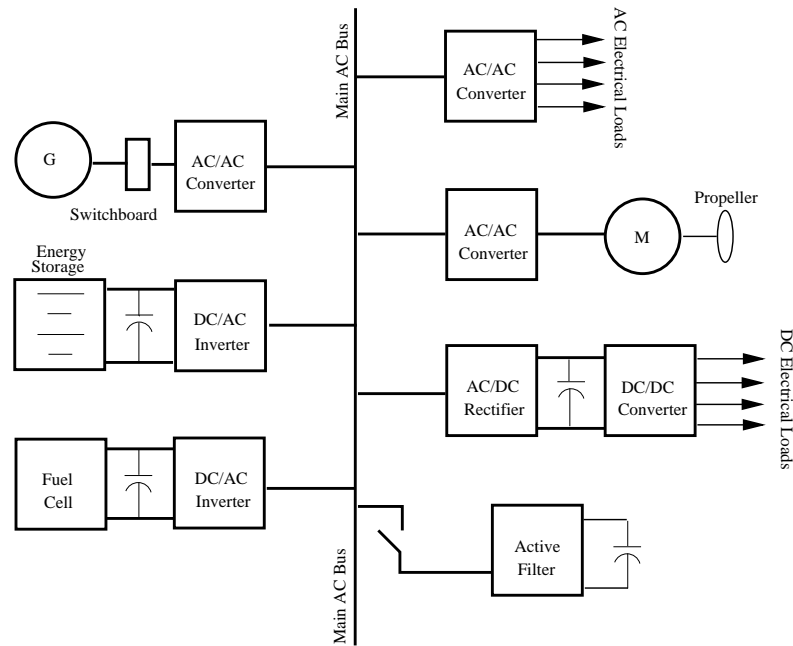 Main AC Bus
AC Electrical Loads
AC/AC
Converter
G
AC/AC
Converter
Switchboard
Propeller
AC/AC
Converter
M
Energy
Storage
DC/AC
Inverter
DC Electrical Loads
AC/DC
Rectifier
DC/DC
Converter
Fuel
Cell
DC/AC
Inverter
Active
Filter
Main AC Bus